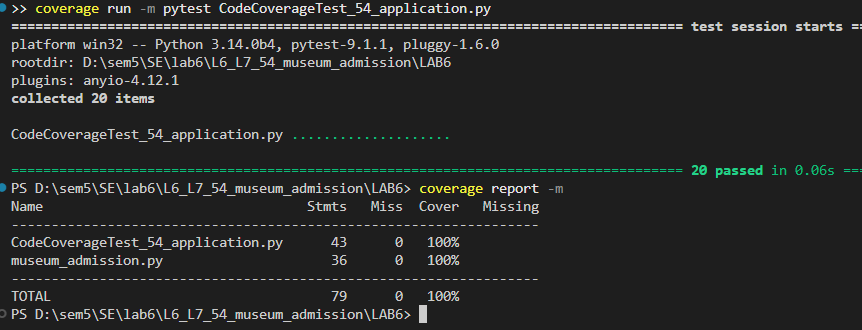 >> coverage run -m pytest CodeCoverageTest_54_application.py
================================================================================= test session starts ==
platform win32 -- Python 3.14.0b4, pytest-9.1.1, pluggy-1.6.0
rootdir: D:\sem5\SE\lab6\L6_L7_54_museum_admission\LAB6
plugins: anyio-4.12.1
collected 20 items
CodeCoverageTest_54_application.py ....................
================================================================================= 20 passed in 0.06s ===
PS D:\sem5\SE\lab6\L6_L7_54_museum_admission\LAB6> coverage report -m
Name                                 Stmts   Miss  Cover   Missing
------------------------------------------------------------------
CodeCoverageTest_54_application.py      43      0   100%
museum_admission.py                     36      0   100%
------------------------------------------------------------------
TOTAL                                   79      0   100%
PS D:\sem5\SE\lab6\L6_L7_54_museum_admission\LAB6>